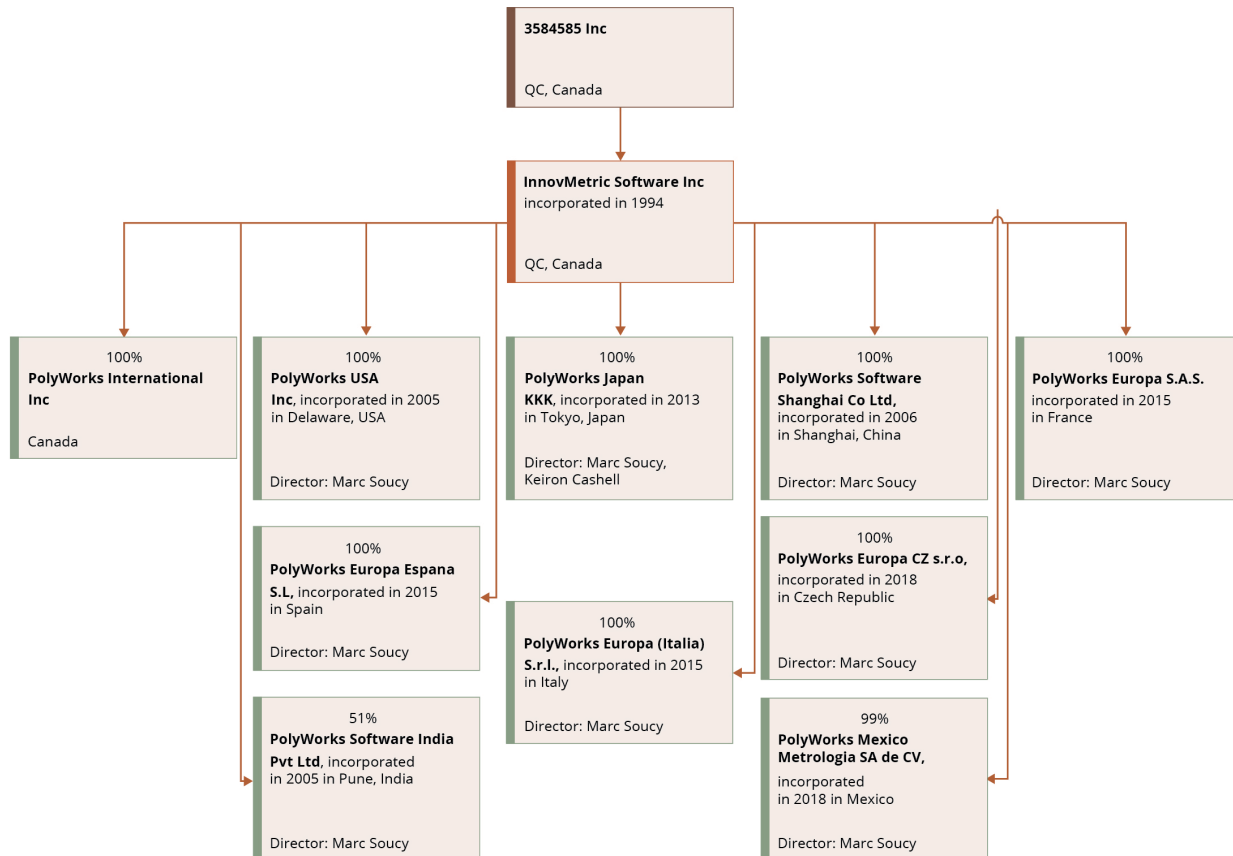 3584585 Inc
QC, Canada
InnovMetric Software Inc
incorporated in 1994
QC, Canada
100%
PolyWorks International
Inc
Canada
100%
PolyWorks USA
Inc, incorporated in 2005
in Delaware, USA
Director: Marc Soucy
100%
PolyWorks Japan
KKK, incorporated in 2013
in Tokyo, Japan
Director: Marc Soucy,
Keiron Cashell
100%
PolyWorks Software
Shanghai Co Ltd,
incorporated in 2006
in Shanghai, China
Director: Marc Soucy
100%
PolyWorks Europa S.A.S.
incorporated in 2015
in France
Director: Marc Soucy
100%
PolyWorks Europa Espana
S.L, incorporated in 2015
in Spain
Director: Marc Soucy
100%
PolyWorks Europa (Italia)
S.r.l., incorporated in 2015
in Italy
Director: Marc Soucy
100%
PolyWorks Europa CZ s.r.o,
incorporated in 2018
in Czech Republic
Director: Marc Soucy
51%
PolyWorks Software India
Pvt Ltd, incorporated
in 2005 in Pune, India
Director: Marc Soucy
99%
PolyWorks Mexico
Metrologia SA de CV,
incorporated
in 2018 in Mexico
Director: Marc Soucy